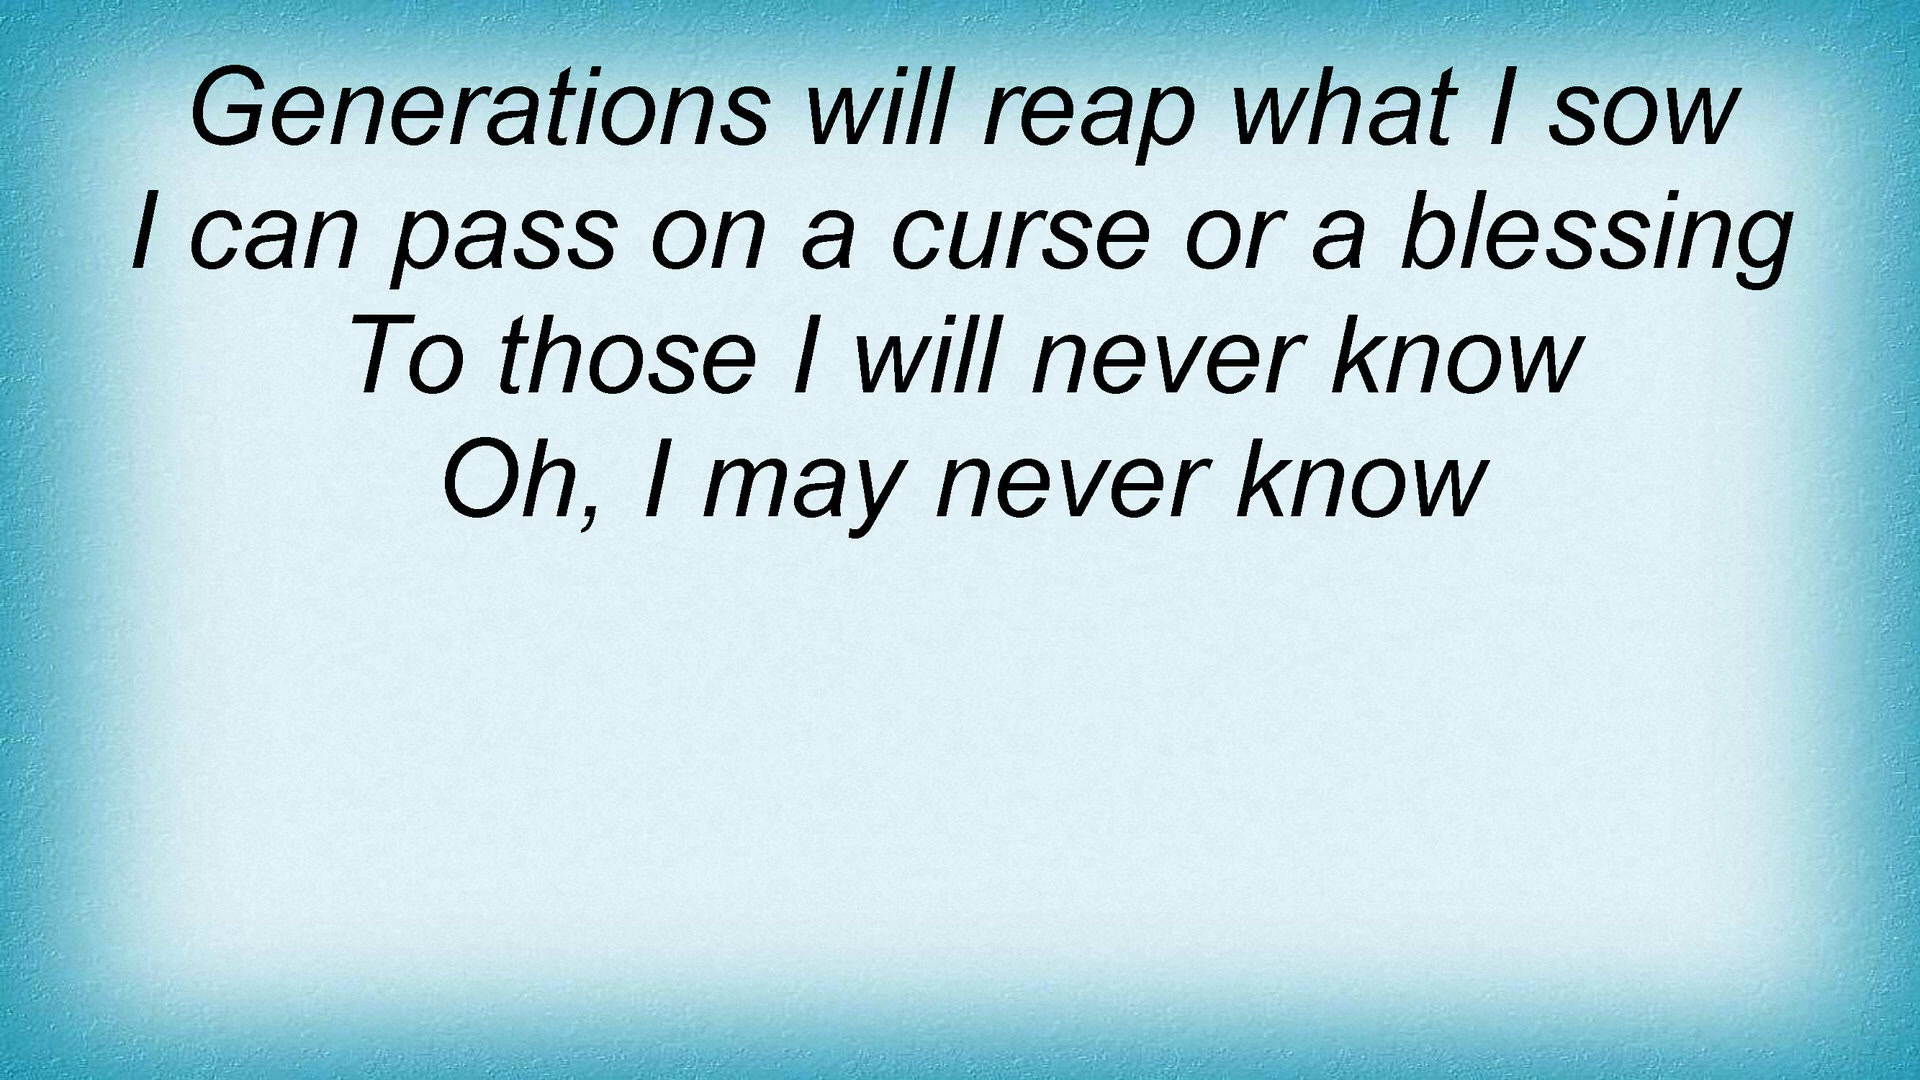 Generations will reap what I sow
I can pass on a curse or a blessing
To those I will never know
Oh, I may never know